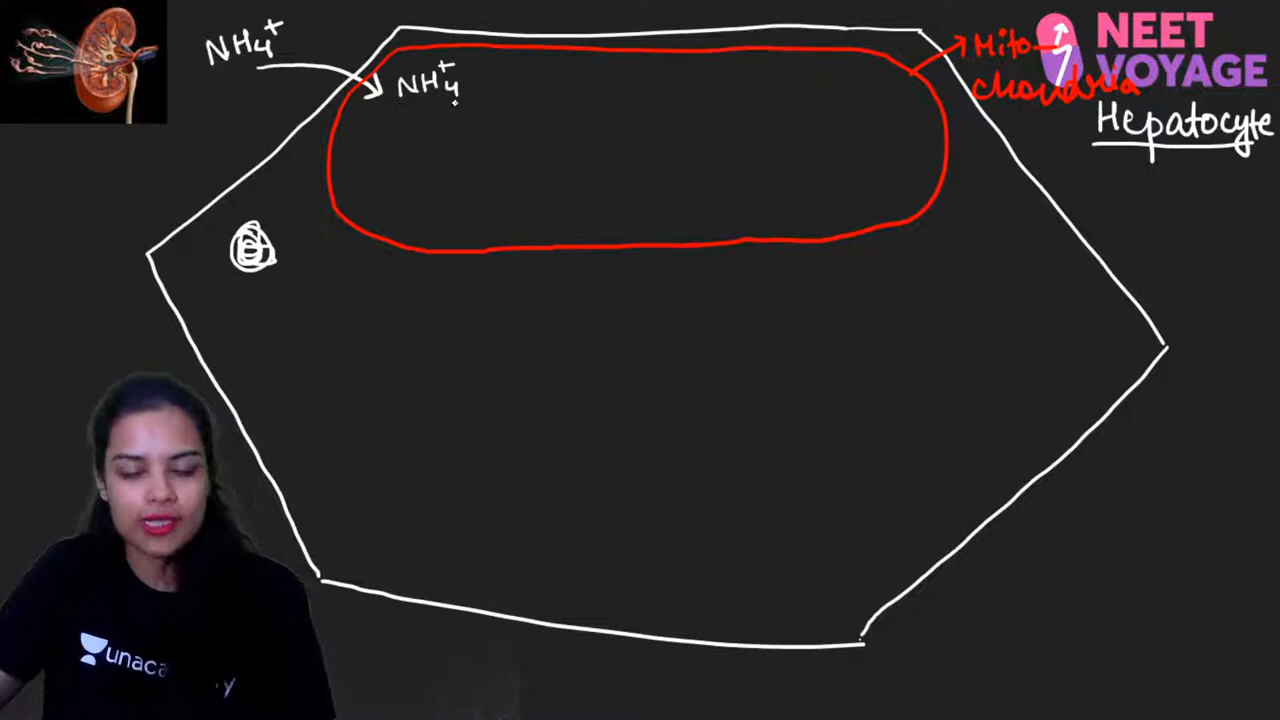 NH4+
NH4+
Mito-
chondria
NEET
VOYAGE
Hepatocyte
unaca
y